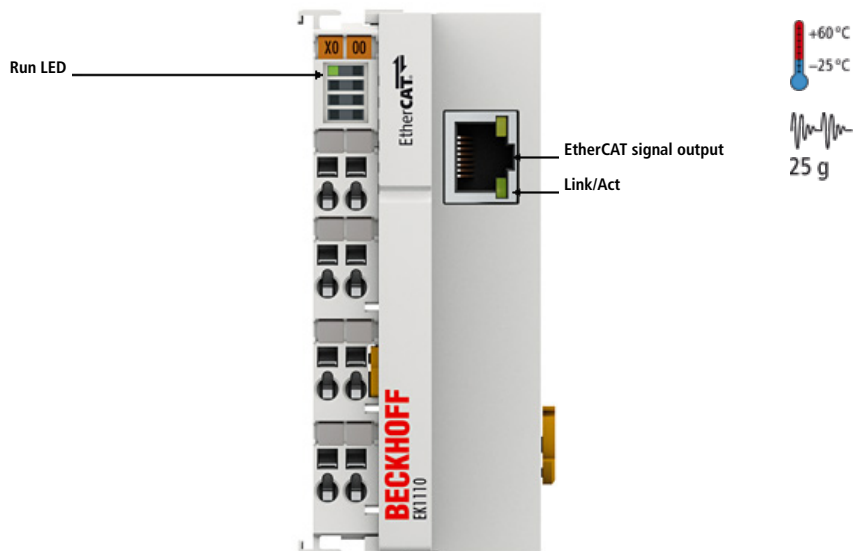 X0 00
Run LED
EtherCAT®
EtherCAT signal output
Link/Act
BECKHOFF
EK1110
+60°C
−25°C
25 g